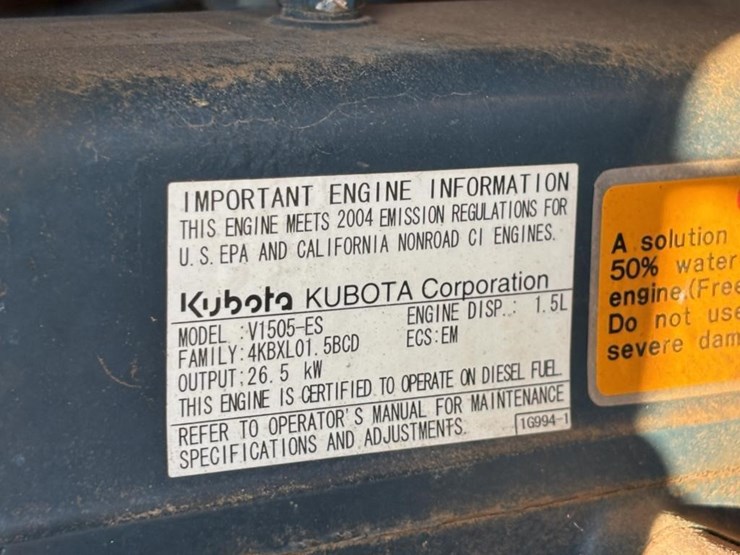 IMPORTANT ENGINE INFORMATION
THIS ENGINE MEETS 2004 EMISSION REGULATIONS FOR
U.S. EPA AND CALIFORNIA NONROAD CI ENGINES.
Kubota KUBOTA Corporation
MODEL :V1505-ES ENGINE DISP.: 1.5L
FAMILY:4KBXL01.5BCD ECS:EM
OUTPUT:26.5 kW
THIS ENGINE IS CERTIFIED TO OPERATE ON DIESEL FUEL.
REFER TO OPERATOR'S MANUAL FOR MAINTENANCE
SPECIFICATIONS AND ADJUSTMENTS. 1G994-1
A solution
50% water
engine.(Free
Do not use
severe dam